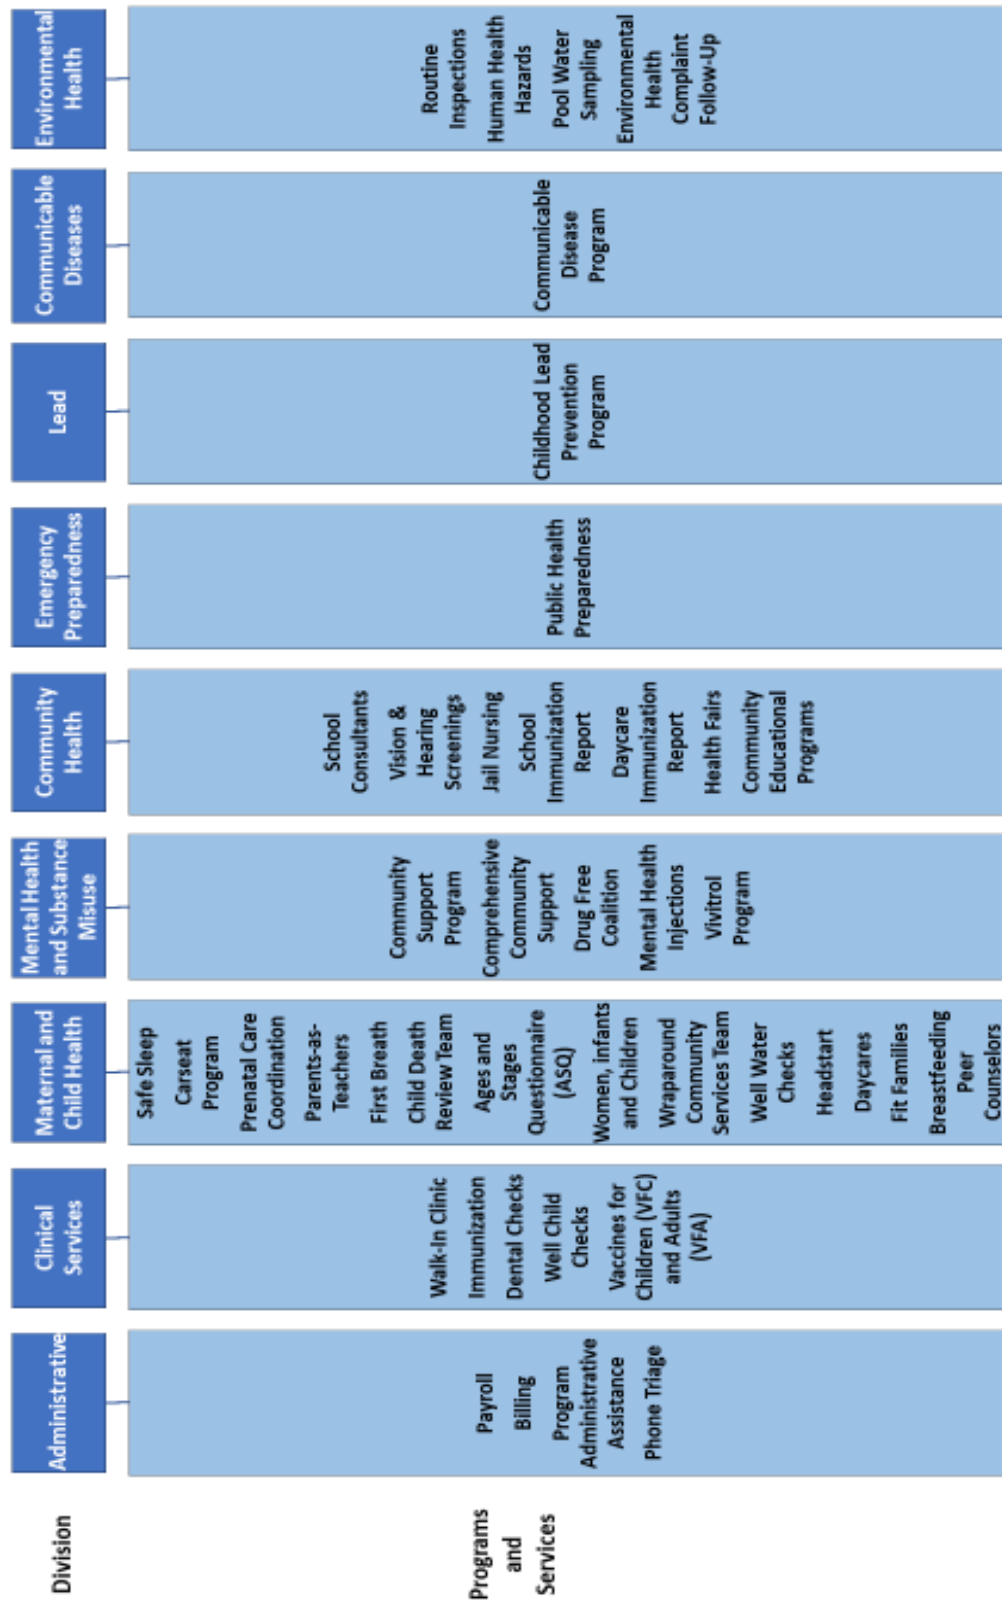 Division
Administrative
Clinical
Services
Maternal and
Child Health
Mental Health
and Substance
Misuse
Community
Health
Emergency
Preparedness
Lead
Communicable
Diseases
Environmental
Health
Programs
and
Services
Payroll
Billing
Program
Administrative
Assistance
Phone Triage
Walk-In Clinic
Immunization
Dental Checks
Well Child
Checks
Vaccines for
Children (VFC)
and Adults
(VFA)
Safe Sleep
Carseat
Program
Prenatal Care
Coordination
Parents-as-
Teachers
First Breath
Child Death
Review Team
Ages and
Stages
Questionnaire
(ASQ)
Women, infants
and Children
Wraparound
Community
Services Team
Well Water
Checks
Headstart
Daycares
Fit Families
Breastfeeding
Peer
Counselors
Community
Support
Program
Comprehensive
Community
Support
Drug Free
Coalition
Mental Health
Injections
Vivitrol
Program
School
Consultants
Vision &
Hearing
Screenings
Jail Nursing
School
Immunization
Report
Daycare
Immunization
Report
Health Fairs
Community
Educational
Programs
Public Health
Preparedness
Childhood Lead
Prevention
Program
Communicable
Disease
Program
Routine
Inspections
Human Health
Hazards
Pool Water
Sampling
Environmental
Health
Complaint
Follow-Up